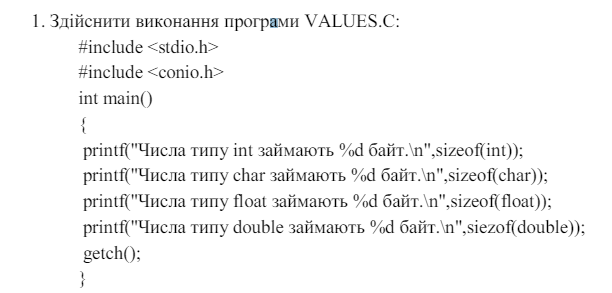 1. Здійснити виконання програми VALUES.C:
#include <stdio.h>
#include <conio.h>
int main()
{
printf("Числа типу int займають %d байт.\n",sizeof(int));
printf("Числа типу char займають %d байт.\n",sizeof(char));
printf("Числа типу float займають %d байт.\n",sizeof(float));
printf("Числа типу double займають %d байт.\n",siezof(double));
getch();
}